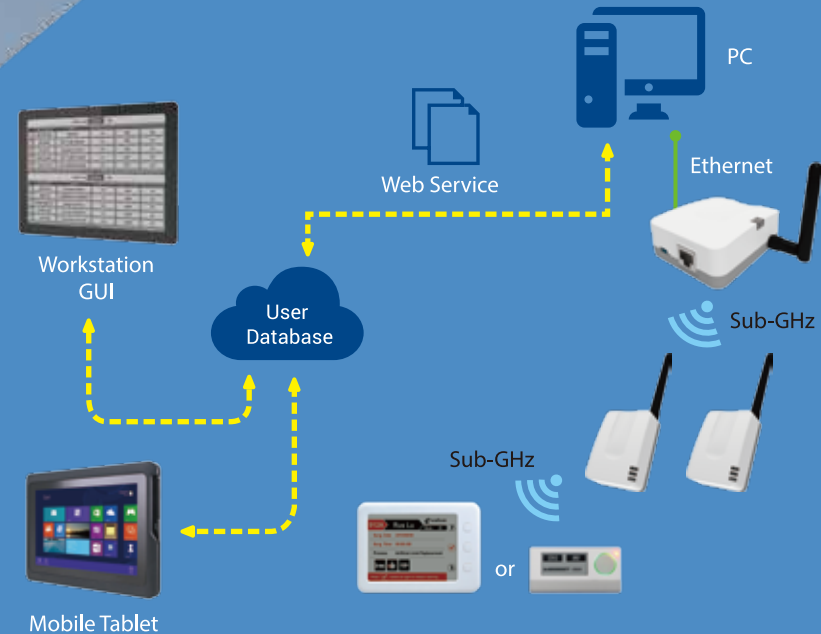 PC
Ethernet
Web Service
Workstation
GUI
User
Database
Sub-GHz
Sub-GHz
or
Mobile Tablet